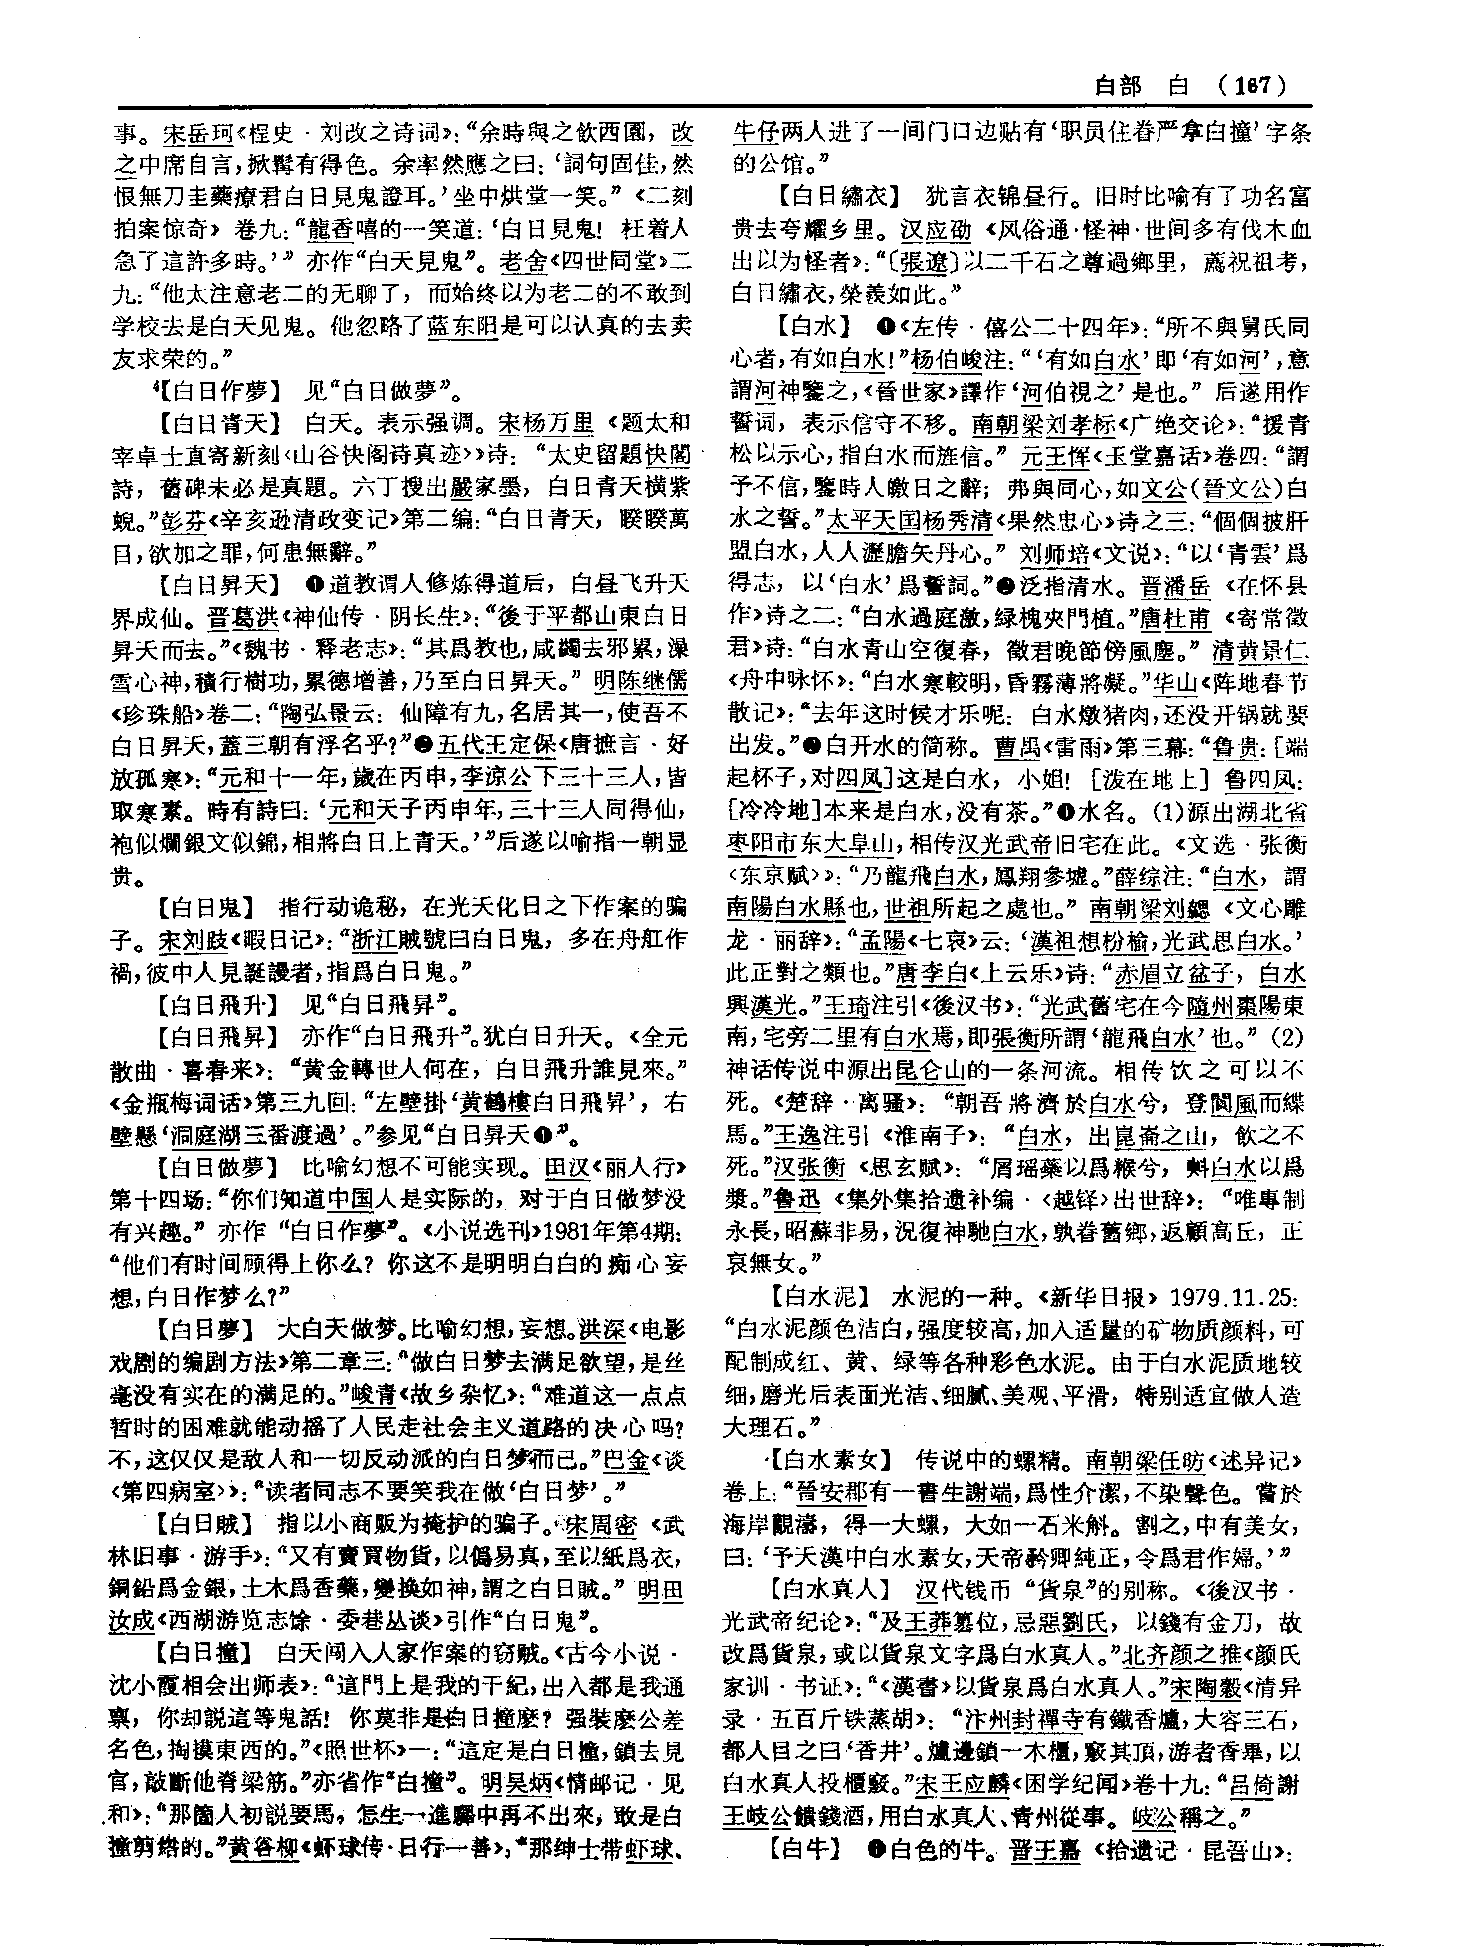 白部 白 (167)
事。宋岳珂《桯史·刘改之诗词》：“余時與之飲西園，改
之中席自言，掀髯有得色。余率然應之曰：‘詞句固佳，然
恨無刀圭藥療君白日見鬼證耳。’坐中烘堂一笑。”《二刻
拍案惊奇》卷九：“龍香嘻的一笑道：‘白日見鬼！枉着人
急了這許多時。’”亦作“白天見鬼”。老舍《四世同堂》二
九：“他太注意老二的无聊了，而始终以为老二的不敢到
学校去是白天见鬼。他忽略了蓝东阳是可以认真的去卖
友求荣的。”
【白日作夢】 见“白日做夢”。
【白日青天】 白天。表示强调。宋杨万里《题太和
宰卓士直寄新刻〈山谷快阁诗真迹〉》诗：“太史留題快閣
詩，舊碑未必是真題。六丁搜出嚴家墨，白日青天横紫
蜺。”彭芬《辛亥逊清政变记》第二编：“白日青天，睽睽萬
目，欲加之罪，何患無辭。”
【白日昇天】 ❶道教谓人修炼得道后，白昼飞升天
界成仙。晋葛洪《神仙传·阴长生》：“後于平都山東白日
昇天而去。”《魏书·释老志》：“其爲教也，咸蠲去邪累，澡
雪心神，積行樹功，累德增善，乃至白日昇天。”明陈继儒
《珍珠船》卷二：“陶弘景云：仙障有九，名居其一，使吾不
白日昇天，蓋三朝有浮名乎？”❷五代王定保《唐摭言·好
放孤寒》：“元和十一年，歲在丙申，李凉公下三十三人，皆
取寒素。時有詩曰：‘元和天子丙申年，三十三人同得仙，
袍似爛銀文似錦，相將白日上青天。’”后遂以喻指一朝显
贵。
【白日鬼】 指行动诡秘，在光天化日之下作案的骗
子。宋刘跂《暇日记》：“浙江賊號曰白日鬼，多在舟舡作
禍，彼中人見誕謾者，指爲白日鬼。”
【白日飛升】 见“白日飛昇”。
【白日飛昇】 亦作“白日飛升”。犹白日升天。《全元
散曲·喜春来》：“黄金轉世人何在，白日飛升誰見來。”
《金瓶梅词话》第三九回：“左壁掛‘黄鶴樓白日飛昇’，右
壁懸‘洞庭湖三番渡過’。”参见“白日昇天❶”。
【白日做夢】 比喻幻想不可能实现。田汉《丽人行》
第十四场：“你们知道中国人是实际的，对于白日做梦没
有兴趣。”亦作“白日作夢”。《小说选刊》1981年第4期：
“他们有时间顾得上你么？你这不是明明白白的痴心妄
想，白日作梦么？”
【白日夢】 大白天做梦。比喻幻想，妄想。洪深《电影
戏剧的编剧方法》第二章三：“做白日梦去满足欲望，是丝
毫没有实在的满足的。”峻青《故乡杂忆》：“难道这一点点
暂时的困难就能动摇了人民走社会主义道路的决心吗？
不，这仅仅是敌人和一切反动派的白日梦而已。”巴金《谈
〈第四病室〉》：“读者同志不要笑我在做‘白日梦’。”
【白日贼】 指以小商贩为掩护的骗子。宋周密《武
林旧事·游手》：“又有賣買物貨，以僞易真，至以紙爲衣，
銅鉛爲金銀，土木爲香藥，變换如神，謂之白日贼。”明田
汝成《西湖游览志馀·委巷丛谈》引作“白日鬼”。
【白日撞】 白天闯入人家作案的窃贼。《古今小说·
沈小霞相会出师表》：“這門上是我的干紀，出入都是我通
禀，你却説這等鬼話！你莫非是白日撞麽？强装麽公差
名色，掏摸東西的。”《照世杯》一：“這定是白日撞，鎖去見
官，敲斷他脊梁筋。”亦省作“白撞”。明吴炳《情邮记·见
和》：“那箇人初説要馬，怎生一進驛中再不出來，敢是白
撞剪绺的。”黄谷柳《虾球传·日行一善》：“那绅士带虾球、
牛仔两人进了一间门口边贴有‘职员住眷严拿白撞’字条
的公馆。”
【白日繡衣】 犹言衣锦昼行。旧时比喻有了功名富
贵去夸耀乡里。汉应劭《风俗通·怪神·世间多有伐木血
出以为怪者》：“〔張遼〕以二千石之尊過鄉里，薦祝祖考，
白日繡衣，榮羨如此。”
【白水】 ❶《左传·僖公二十四年》：“所不與舅氏同
心者，有如白水！”杨伯峻注：“‘有如白水’即‘有如河’，意
謂河神鑒之，《晉世家》譯作‘河伯視之’是也。”后遂用作
誓词，表示信守不移。南朝梁刘孝标《广绝交论》：“援青
松以示心，指白水而旌信。”元王恽《玉堂嘉话》卷四：“謂
予不信，鑒時人皦日之辭；弗與同心，如文公(晉文公)白
水之誓。”太平天囯杨秀清《果然忠心》诗之三：“個個披肝
盟白水，人人瀝膽矢丹心。”刘师培《文说》：“以‘青雲’爲
得志，以‘白水’爲誓詞。”❷泛指清水。晋潘岳《在怀县
作》诗之二：“白水過庭激，緑槐夾門植。”唐杜甫《寄常徵
君》诗：“白水青山空復春，徵君晚節傍風塵。”清黄景仁
《舟中咏怀》：“白水寒較明，昏霧薄將凝。”华山《阵地春节
散记》：“去年这时候才乐呢：白水燉猪肉，还没开锅就要
出发。”❸白开水的简称。曹禺《雷雨》第三幕：“鲁贵：[端
起杯子，对四凤]这是白水，小姐！[泼在地上] 鲁四凤：
[冷冷地]本来是白水，没有茶。”❹水名。(1)源出湖北省
枣阳市东大阜山，相传汉光武帝旧宅在此。《文选·张衡
〈东京赋〉》：“乃龍飛白水，鳳翔參墟。”薛综注：“白水，謂
南陽白水縣也，世祖所起之處也。”南朝梁刘勰《文心雕
龙·丽辞》：“孟陽《七哀》云：‘漢祖想枌榆，光武思白水。’
此正對之類也。”唐李白《上云乐》诗：“赤眉立盆子，白水
興漢光。”王琦注引《後汉书》：“光武舊宅在今隨州棗陽東
南，宅旁二里有白水焉，即張衡所謂‘龍飛白水’也。”(2)
神话传说中源出昆仑山的一条河流。相传饮之可以不
死。《楚辞·离骚》：“朝吾將濟於白水兮，登閬風而緤
馬。”王逸注引《淮南子》：“白水，出崑崙之山，飲之不
死。”汉张衡《思玄赋》：“屑瑶蘂以爲糇兮，㪺白水以爲
漿。”鲁迅《集外集拾遗补编·〈越铎〉出世辞》：“唯專制
永長，昭蘇非易，況復神馳白水，孰眷舊鄉，返顧高丘，正
哀無女。”
【白水泥】 水泥的一种。《新华日报》1979.11.25：
“白水泥颜色洁白，强度较高，加入适量的矿物质颜料，可
配制成红、黄、绿等各种彩色水泥。由于白水泥质地较
细，磨光后表面光洁、细腻、美观、平滑，特别适宜做人造
大理石。”
【白水素女】 传说中的螺精。南朝梁任昉《述异记》
卷上：“晉安郡有一書生謝端，爲性介潔，不染聲色。嘗於
海岸觀濤，得一大螺，大如一石米斛。割之，中有美女，
曰：‘予天漢中白水素女，天帝矜卿純正，令爲君作婦。’”
【白水真人】 汉代钱币“貨泉”的别称。《後汉书·
光武帝纪论》：“及王莽篡位，忌惡劉氏，以錢有金刀，故
改爲貨泉，或以貨泉文字爲白水真人。”北齐颜之推《颜氏
家训·书证》：“《漢書》以貨泉爲白水真人。”宋陶穀《清异
录·五百斤铁蒸胡》：“汴州封禪寺有鐵香爐，大容三石，
都人目之曰‘香井’。爐邊鎖一木櫃，竅其頂，游者香畢，以
白水真人投櫃竅。”宋王应麟《困学纪闻》卷十九：“吕倚謝
王岐公饋錢酒，用白水真人、青州從事。岐公稱之。”
【白牛】 ❶白色的牛。晋王嘉《拾遗记·昆吾山》：